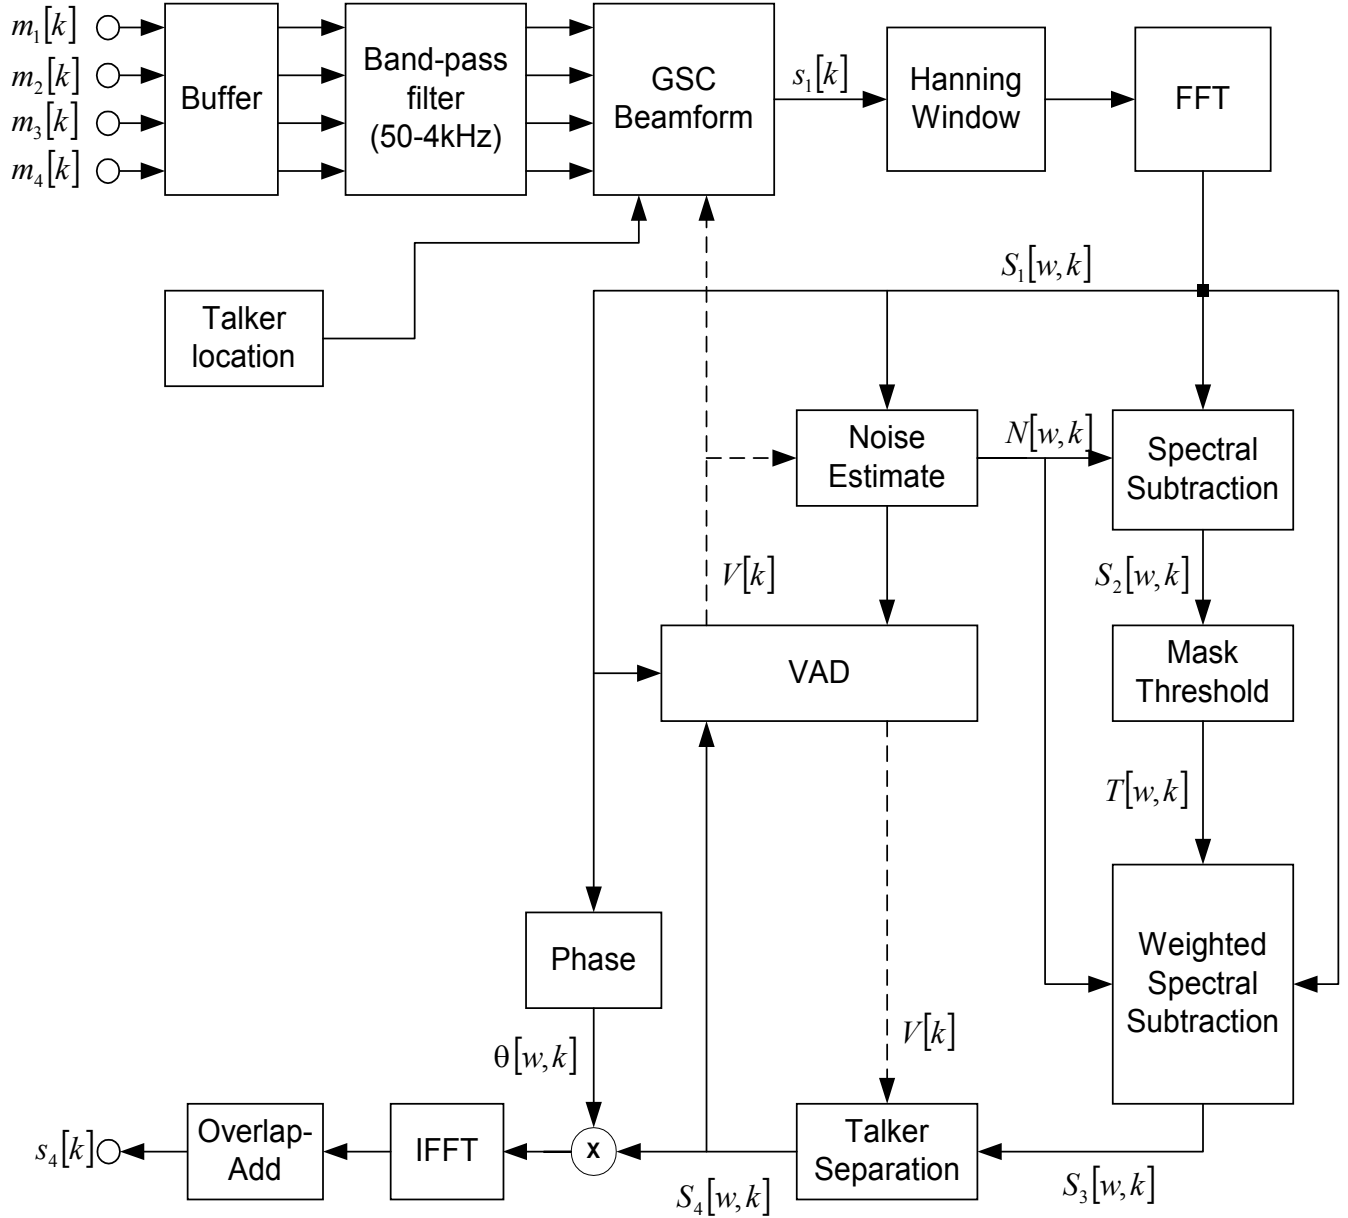 m₁[k]
m₂[k]
m₃[k]
m₄[k]
Buffer
Band-pass
filter
(50-4kHz)
GSC
Beamform
s₁[k]
Hanning
Window
FFT
Talker
location
S₁[w,k]
Noise
Estimate
N[w,k]
Spectral
Subtraction
V[k]
S₂[w,k]
VAD
Mask
Threshold
T[w,k]
Phase
Weighted
Spectral
Subtraction
θ[w,k]
V[k]
s₄[k]
Overlap-
Add
IFFT
x
S₄[w,k]
Talker
Separation
S₃[w,k]